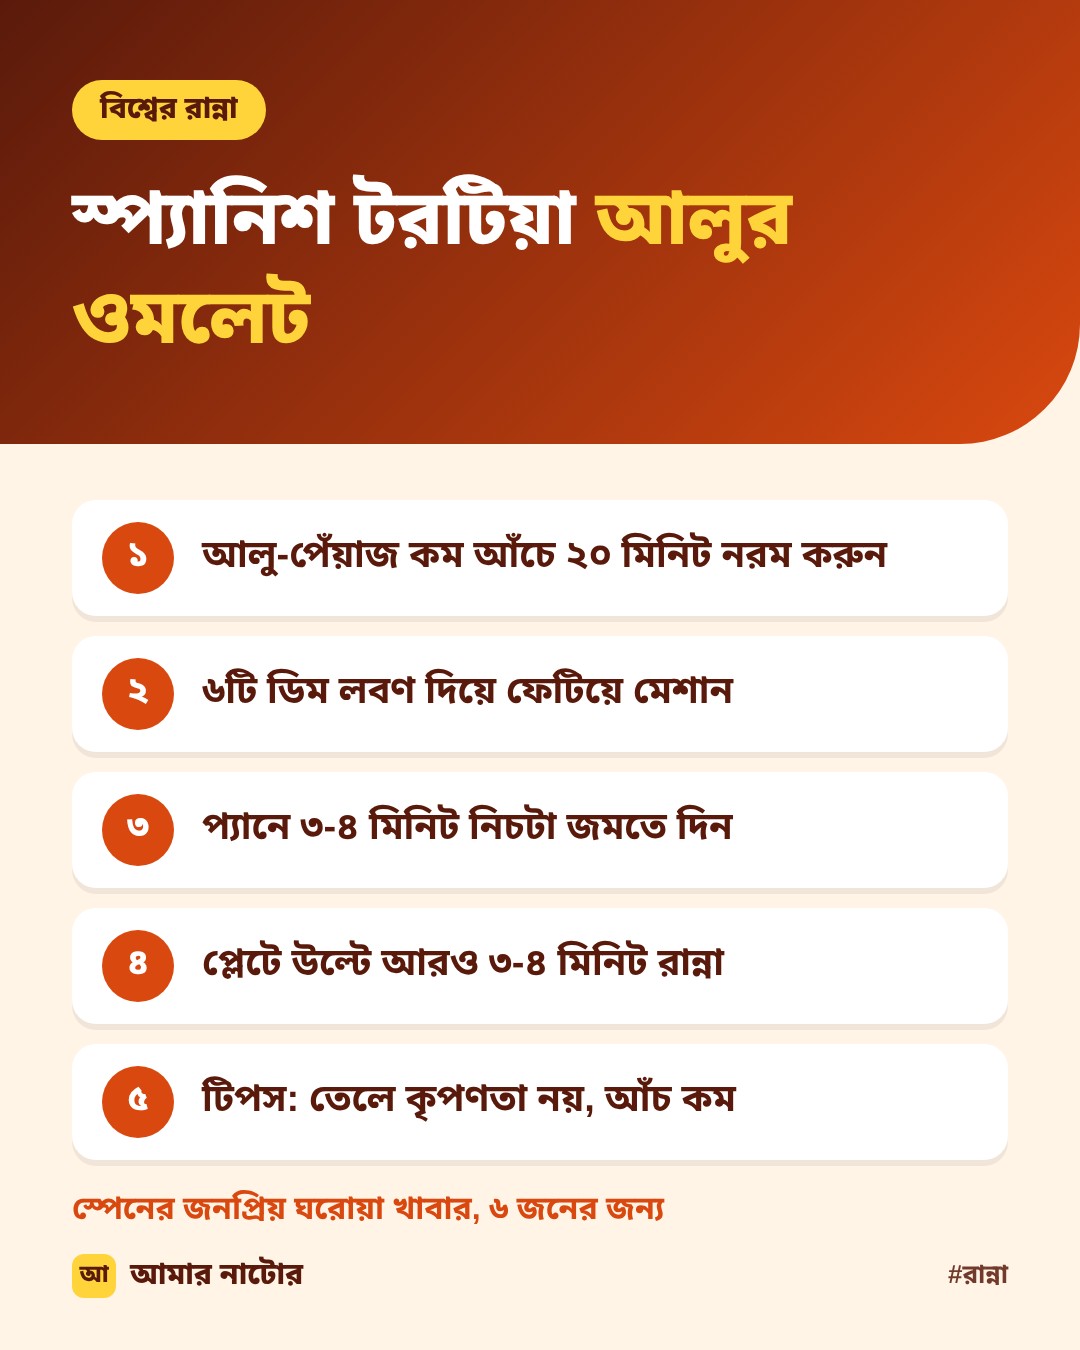 বিশ্বের রান্না
স্প্যানিশ টরটিয়া আলুর
ওমলেট
১ আলু-পেঁয়াজ কম আঁচে ২০ মিনিট নরম করুন
২ ৬টি ডিম লবণ দিয়ে ফেটিয়ে মেশান
৩ প্যানে ৩-৪ মিনিট নিচটা জমতে দিন
৪ প্লেটে উল্টে আরও ৩-৪ মিনিট রান্না
৫ টিপস: তেলে কৃপণতা নয়, আঁচ কম
স্পেনের জনপ্রিয় ঘরোয়া খাবার, ৬ জনের জন্য
আ আমার নাটোর
#রান্না